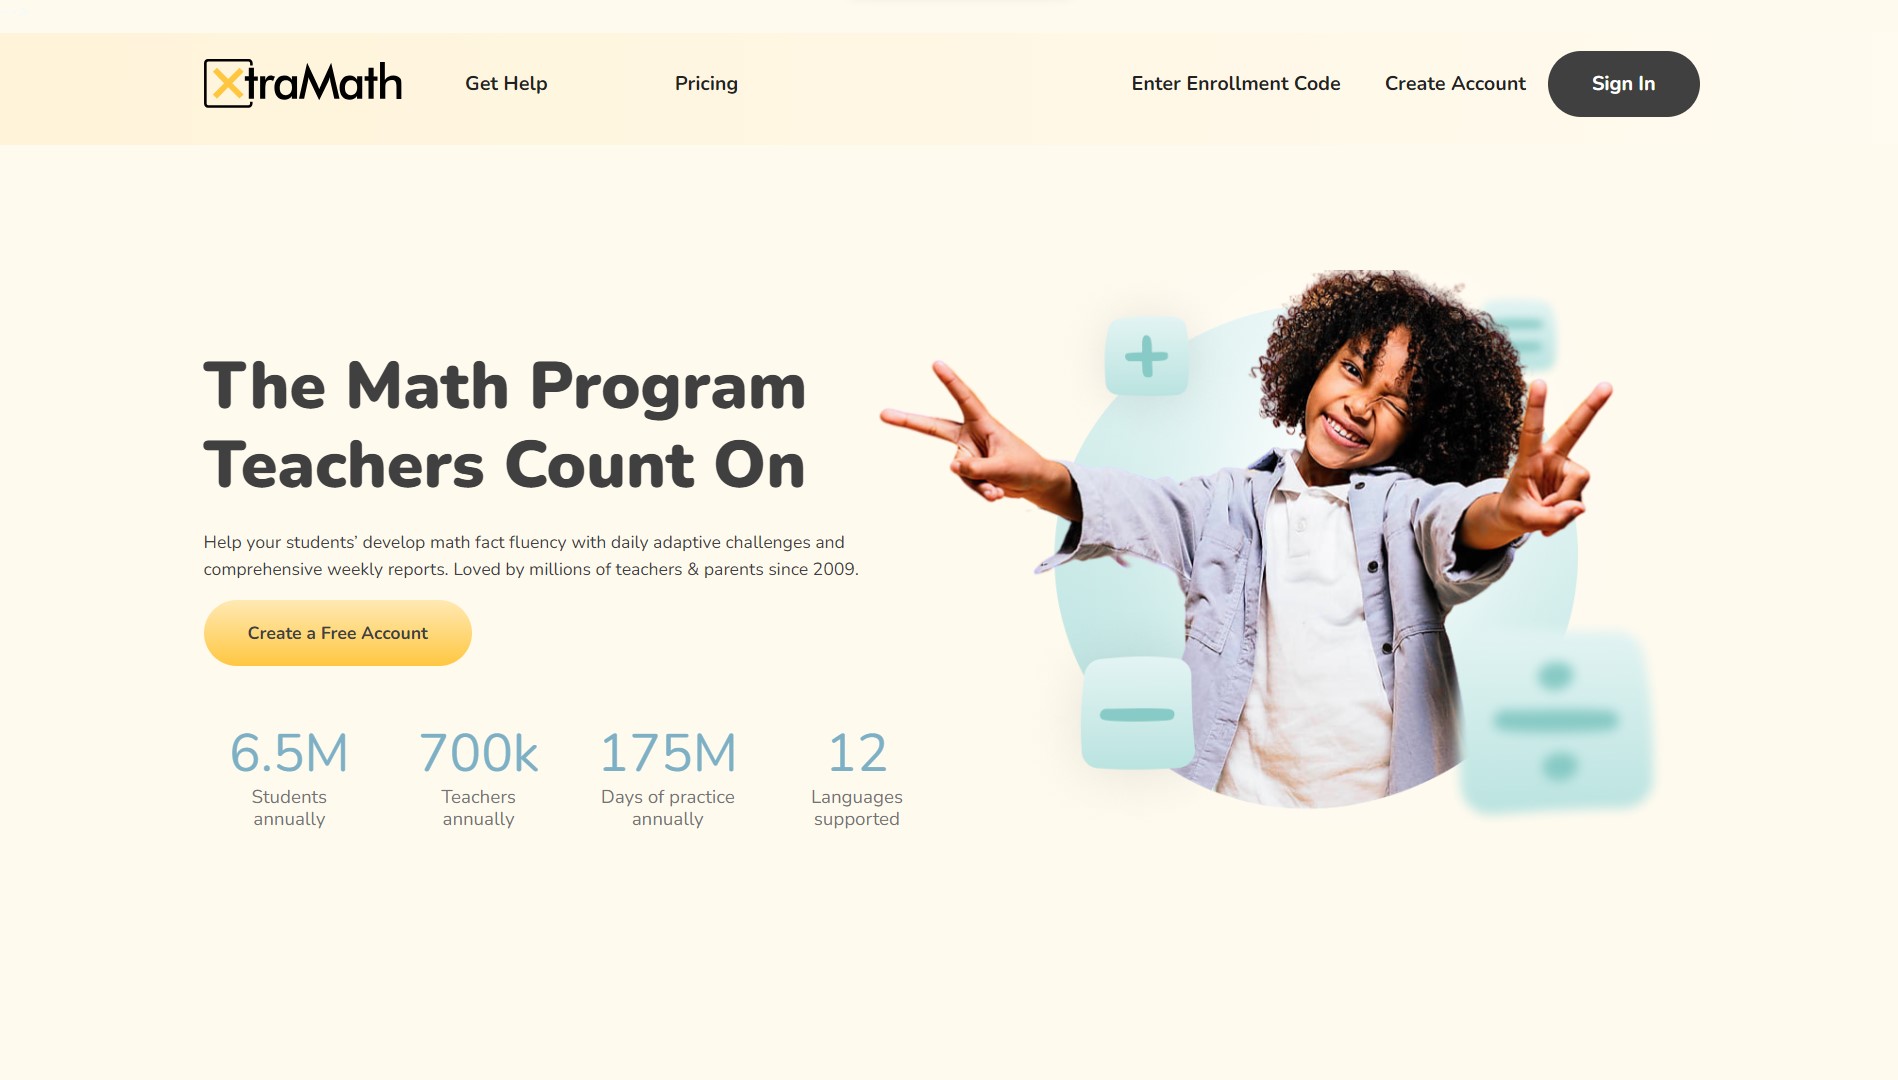 XtraMath
Get Help
Pricing
Enter Enrollment Code
Create Account
Sign In
The Math Program
Teachers Count On
Help your students’ develop math fact fluency with daily adaptive challenges and
comprehensive weekly reports. Loved by millions of teachers & parents since 2009.
Create a Free Account
6.5M
Students
annually
700k
Teachers
annually
175M
Days of practice
annually
12
Languages
supported